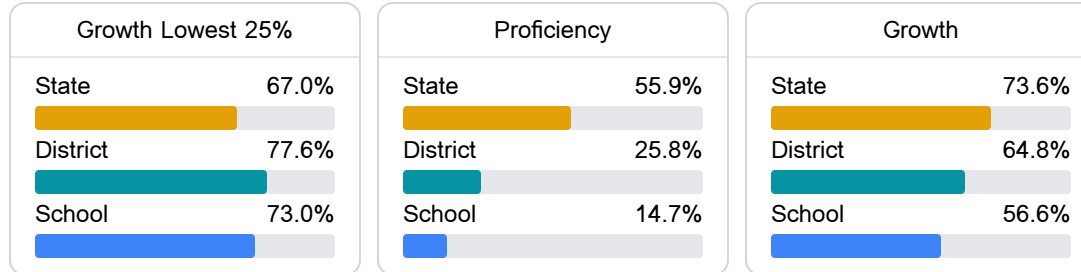 Growth Lowest 25%
State 67.0%
District 77.6%
School 73.0%
Proficiency
State 55.9%
District 25.8%
School 14.7%
Growth
State 73.6%
District 64.8%
School 56.6%